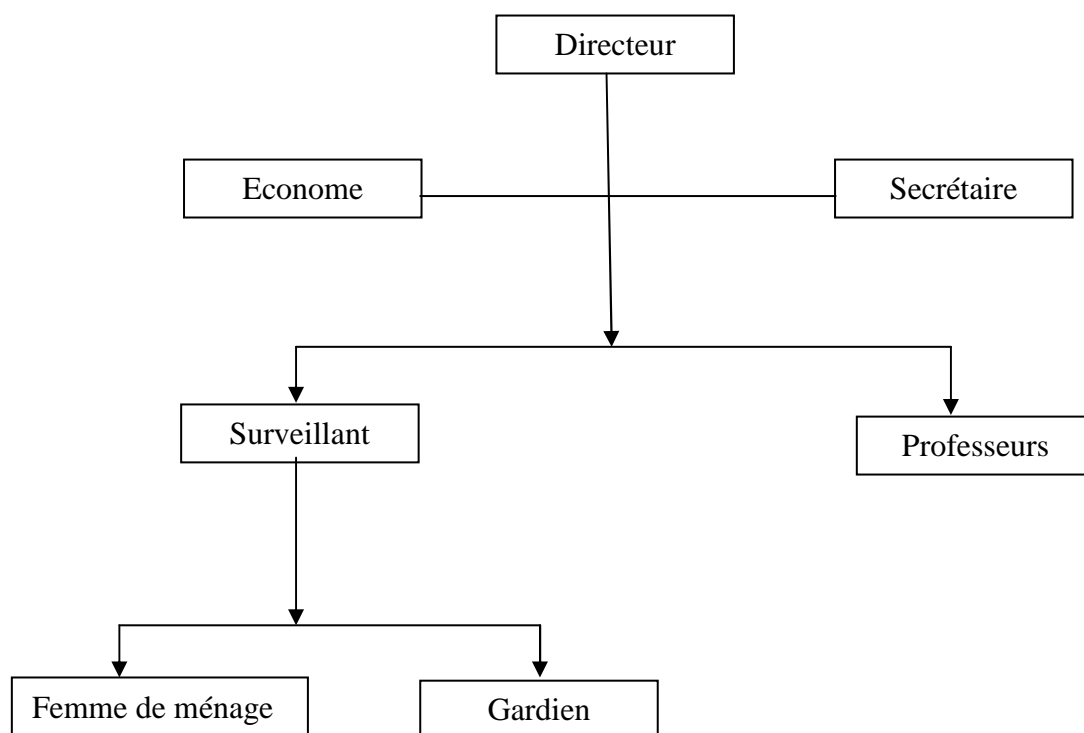 Directeur
Econome
Secrétaire
Surveillant
Professeurs
Femme de ménage
Gardien